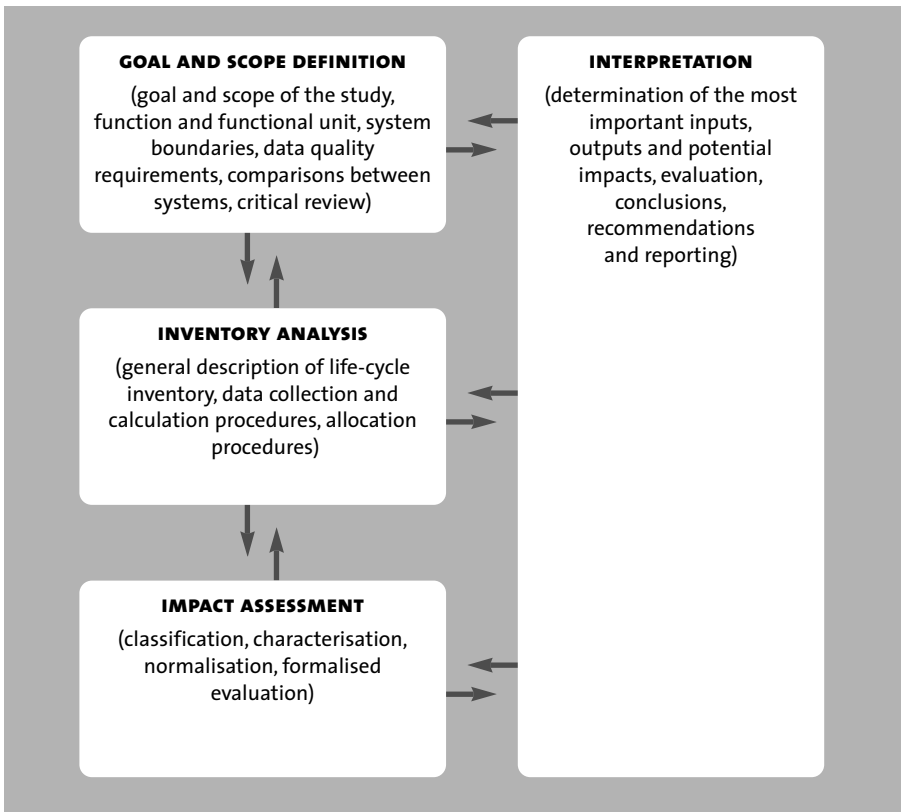 GOAL AND SCOPE DEFINITION
(goal and scope of the study,
function and functional unit, system
boundaries, data quality
requirements, comparisons between
systems, critical review)
INTERPRETATION
(determination of the most
important inputs,
outputs and potential
impacts, evaluation,
conclusions,
recommendations
and reporting)
INVENTORY ANALYSIS
(general description of life-cycle
inventory, data collection and
calculation procedures, allocation
procedures)
IMPACT ASSESSMENT
(classification, characterisation,
normalisation, formalised
evaluation)